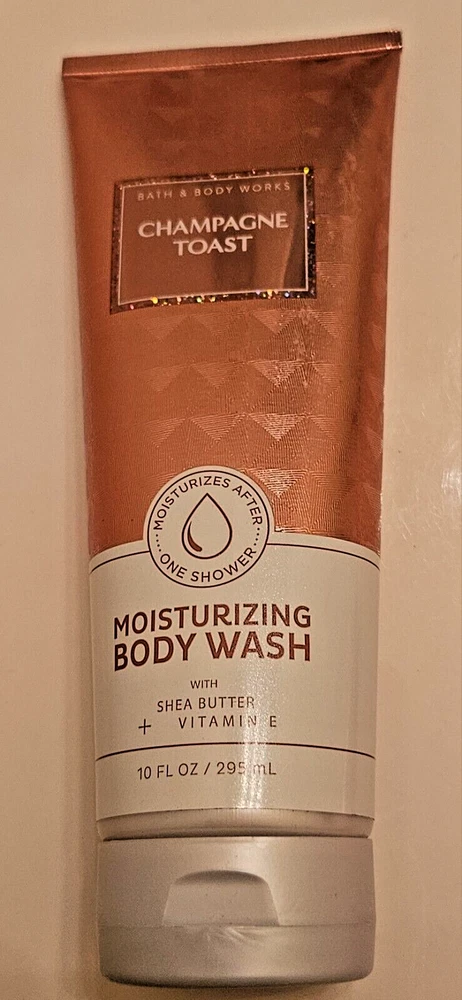 BATH & BODY WORKS
CHAMPAGNE
TOAST
MOISTURIZES AFTER
ONE SHOWER
MOISTURIZING
BODY WASH
WITH
SHEA BUTTER
+ VITAMIN E
10 FL OZ / 295 mL